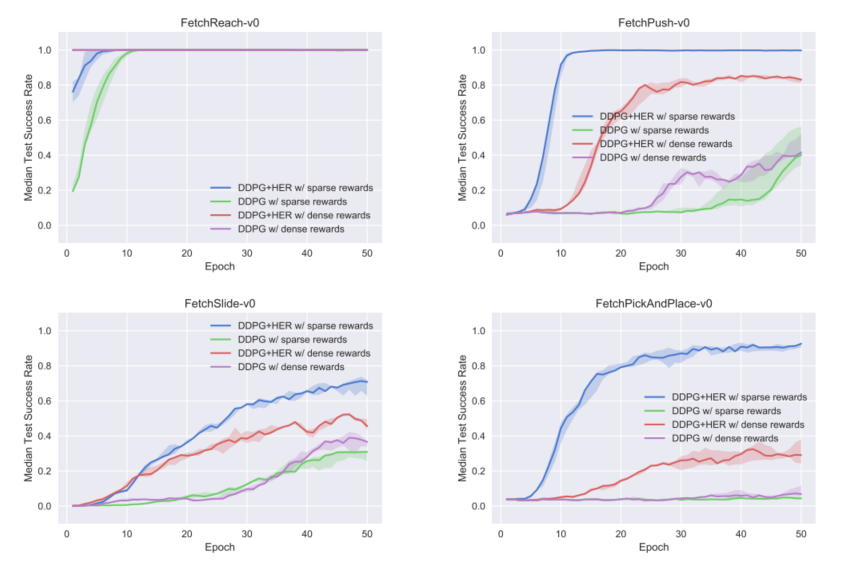 FetchReach-v0
Median Test Success Rate
1.0
0.8
0.6
0.4
0.2
0.0
DDPG+HER w/ sparse rewards
DDPG w/ sparse rewards
DDPG+HER w/ dense rewards
DDPG w/ dense rewards
0 10 20 30 40 50
Epoch
FetchPush-v0
Median Test Success Rate
1.0
0.8
0.6
0.4
0.2
0.0
DDPG+HER w/ sparse rewards
DDPG w/ sparse rewards
DDPG+HER w/ dense rewards
DDPG w/ dense rewards
0 10 20 30 40 50
Epoch
FetchSlide-v0
Median Test Success Rate
1.0
0.8
0.6
0.4
0.2
0.0
DDPG+HER w/ sparse rewards
DDPG w/ sparse rewards
DDPG+HER w/ dense rewards
DDPG w/ dense rewards
0 10 20 30 40 50
Epoch
FetchPickAndPlace-v0
Median Test Success Rate
1.0
0.8
0.6
0.4
0.2
0.0
DDPG+HER w/ sparse rewards
DDPG w/ sparse rewards
DDPG+HER w/ dense rewards
DDPG w/ dense rewards
0 10 20 30 40 50
Epoch